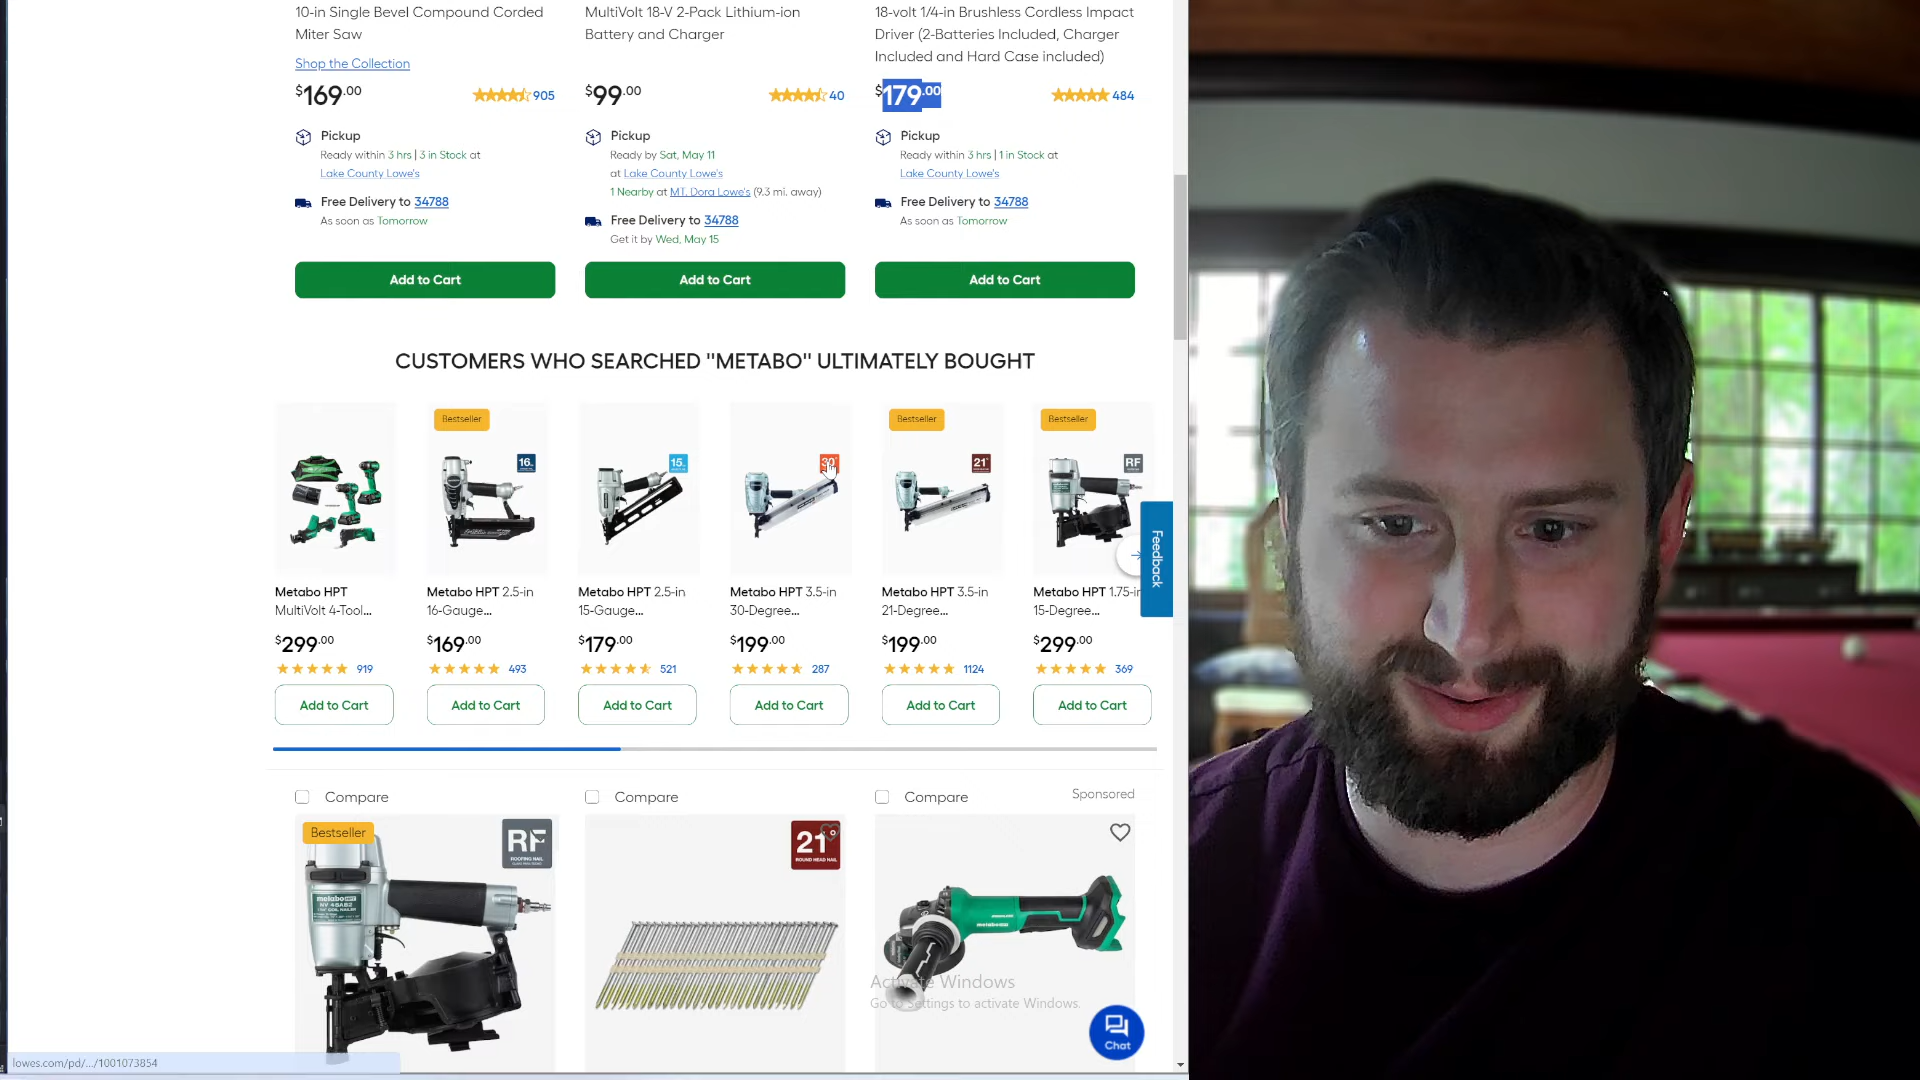 10-in Single Bevel Compound Corded
Miter Saw
Shop the Collection
$169.00
905
Pickup
Ready within 3 hrs | 3 in Stock at
Lake County Lowe's
Free Delivery to 34788
As soon as Tomorrow
Add to Cart
MultiVolt 18-V 2-Pack Lithium-ion
Battery and Charger
$99.00
40
Pickup
Ready by Sat, May 11
at Lake County Lowe's
1 Nearby at MT. Dora Lowe's (9.3 mi. away)
Free Delivery to 34788
Get it by Wed, May 15
Add to Cart
18-volt 1/4-in Brushless Cordless Impact
Driver (2-Batteries Included, Charger
Included and Hard Case included)
$179.00
484
Pickup
Ready within 3 hrs | 1 in Stock at
Lake County Lowe's
Free Delivery to 34788
As soon as Tomorrow
Add to Cart
CUSTOMERS WHO SEARCHED "METABO" ULTIMATELY BOUGHT
Metabo HPT
MultiVolt 4-Tool...
$299.00
919
Add to Cart
Bestseller
16
Metabo HPT 2.5-in
16-Gauge...
$169.00
493
Add to Cart
15
Metabo HPT 2.5-in
15-Gauge...
$179.00
521
Add to Cart
30°
Metabo HPT 3.5-in
30-Degree...
$199.00
287
Add to Cart
Bestseller
21°
Metabo HPT 3.5-in
21-Degree...
$199.00
1124
Add to Cart
Bestseller
RF
Metabo HPT 1.75-in
15-Degree...
$299.00
369
Add to Cart
Feedback
Compare
Bestseller
RF
ROOFING NAIL
metabo HPT
NV 45AB2
Compare
21°
ROUND HEAD NAIL
Compare
Sponsored
metabo HPT
Activate Windows
Go to Settings to activate Windows.
Chat
lowes.com/pd/.../1001073854